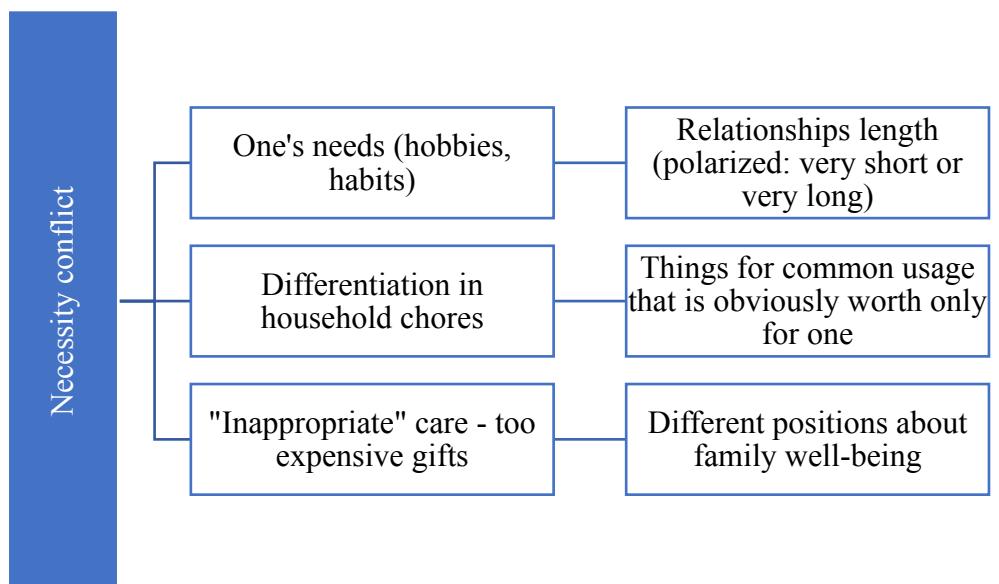 Necessity conflict
One's needs (hobbies,
habits)
Relationships length
(polarized: very short or
very long)
Differentiation in
household chores
Things for common usage
that is obviously worth only
for one
"Inappropriate" care - too
expensive gifts
Different positions about
family well-being